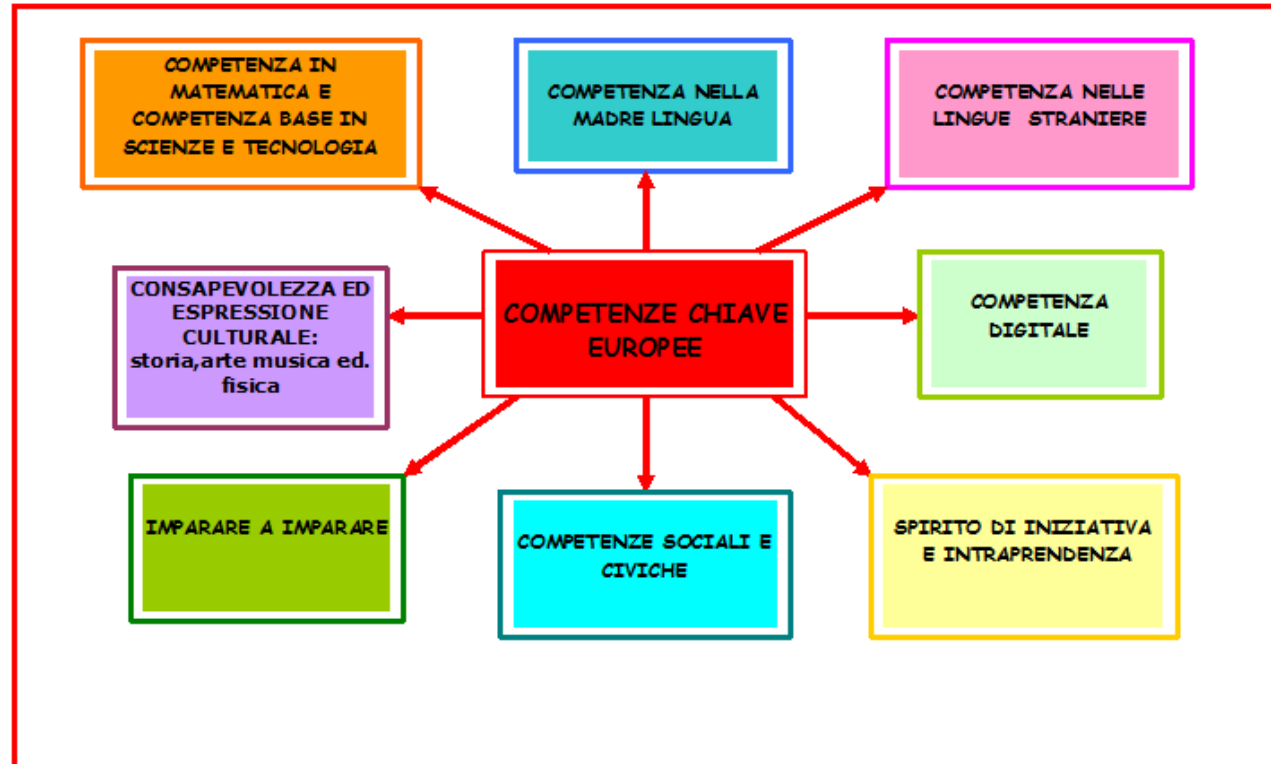 COMPETENZA IN
MATEMATICA E
COMPETENZA BASE IN
SCIENZE E TECNOLOGIA
COMPETENZA NELLA
MADRE LINGUA
COMPETENZA NELLE
LINGUE STRANIERE
CONSAPEVOLEZZA ED
ESPRESSIONE
CULTURALE:
storia,arte musica ed.
fisica
COMPETENZE CHIAVE
EUROPEE
COMPETENZA
DIGITALE
IMPARARE A IMPARARE
COMPETENZE SOCIALI E
CIVICHE
SPIRITO DI INIZIATIVA
E INTRAPRENDENZA